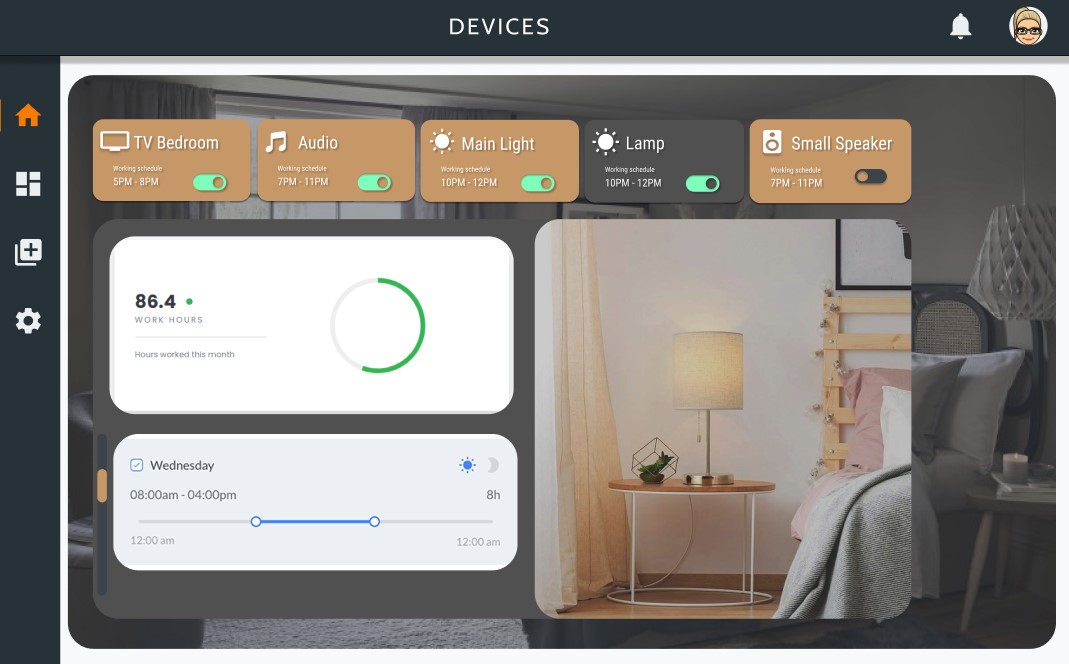 DEVICES
TV Bedroom
Working schedule
5PM - 8PM
Audio
Working schedule
7PM - 11PM
Main Light
Working schedule
10PM - 12PM
Lamp
Working schedule
10PM - 12PM
Small Speaker
Working schedule
7PM - 11PM
86.4
WORK HOURS
Hours worked this month
Wednesday
08:00am - 04:00pm
8h
12:00 am
12:00 am